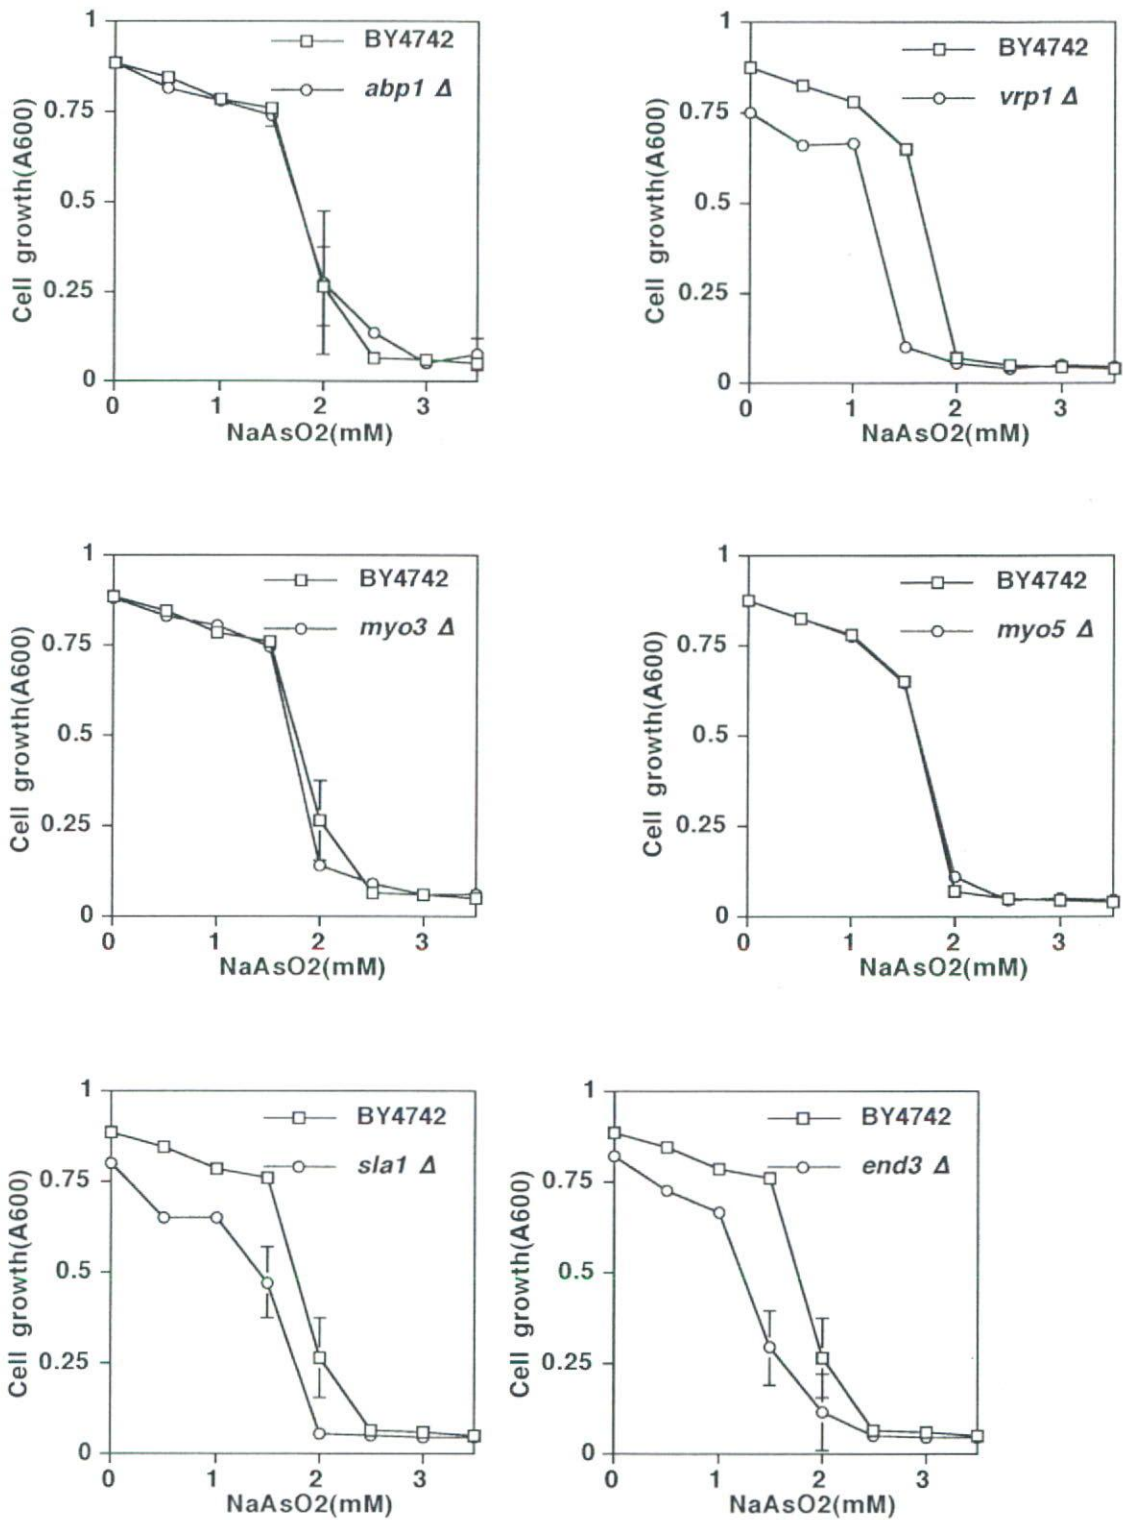 1
BY4742
abp1 Δ
0.75
0.5
0.25
0
Cell growth(A600)
0 1 2 3
NaAsO2(mM)
1
BY4742
vrp1 Δ
0.75
0.5
0.25
0
Cell growth(A600)
0 1 2 3
NaAsO2(mM)
1
BY4742
myo3 Δ
0.75
0.5
0.25
0
Cell growth(A600)
0 1 2 3
NaAsO2(mM)
1
BY4742
myo5 Δ
0.75
0.5
0.25
0
Cell growth(A600)
0 1 2 3
NaAsO2(mM)
1
BY4742
sla1 Δ
0.75
0.5
0.25
0
Cell growth(A600)
0 1 2 3
NaAsO2(mM)
1
BY4742
end3 Δ
0.75
0.5
0.25
0
Cell growth(A600)
0 1 2 3
NaAsO2(mM)